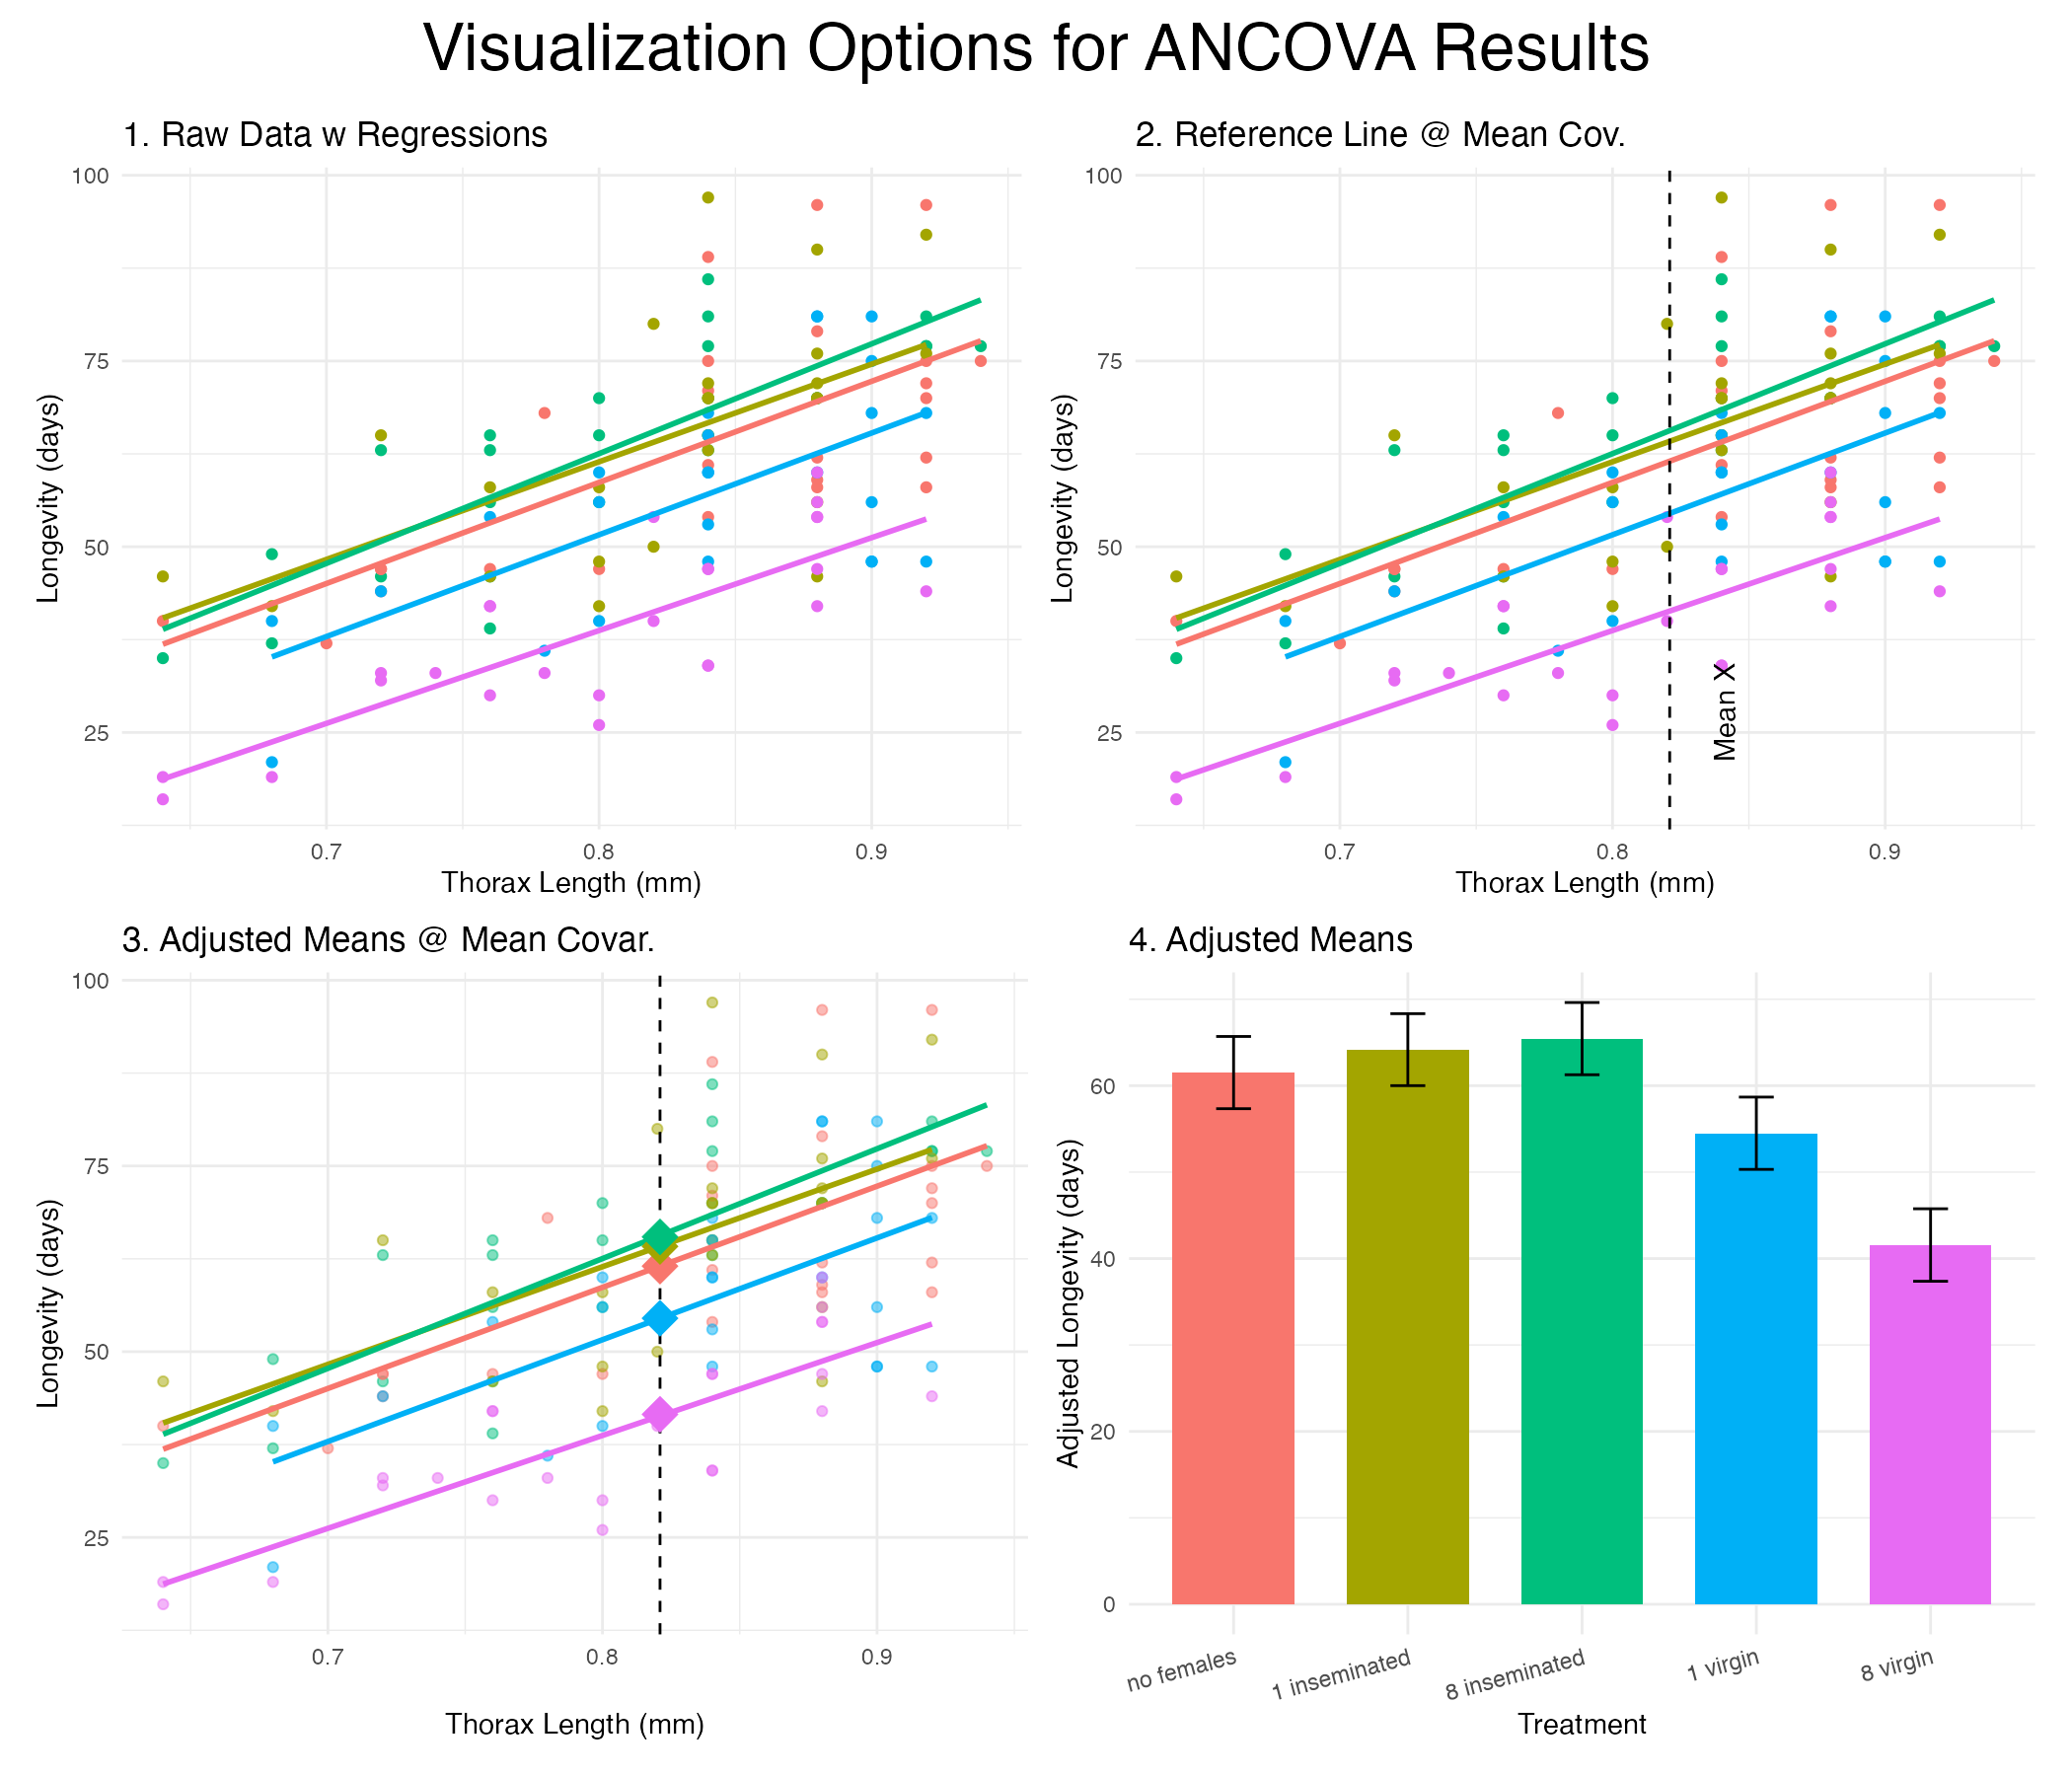 Visualization Options for ANCOVA Results
1. Raw Data w Regressions
100
75
50
25
Longevity (days)
0.7 0.8 0.9
Thorax Length (mm)
2. Reference Line @ Mean Cov.
100
75
50
25
Longevity (days)
Mean X
0.7 0.8 0.9
Thorax Length (mm)
3. Adjusted Means @ Mean Covar.
100
75
50
25
Longevity (days)
0.7 0.8 0.9
Thorax Length (mm)
4. Adjusted Means
60
40
20
0
Adjusted Longevity (days)
no females 1 inseminated 8 inseminated 1 virgin 8 virgin
Treatment